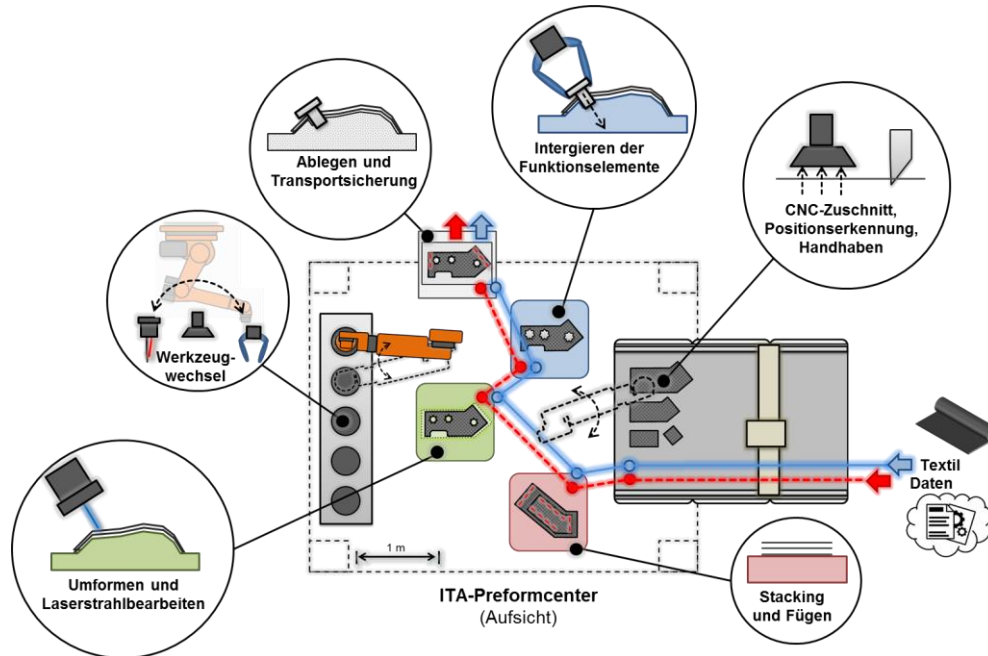 Ablegen und
Transportsicherung
Intergieren der
Funktionselemente
CNC-Zuschnitt,
Positionserkennung,
Handhaben
Werkzeug-
wechsel
Umformen und
Laserstrahlbearbeiten
1 m
Textil
Daten
Stacking
und Fügen
ITA-Preformcenter
(Aufsicht)